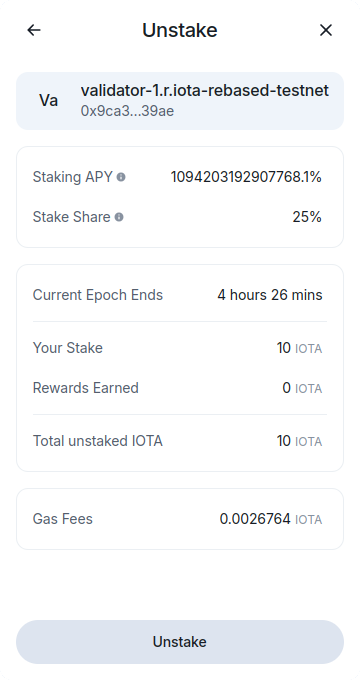 Unstake
Va
validator-1.r.iota-rebased-testnet
0x9ca3...39ae
Staking APY 1094203192907768.1%
Stake Share 25%
Current Epoch Ends 4 hours 26 mins
Your Stake 10 IOTA
Rewards Earned 0 IOTA
Total unstaked IOTA 10 IOTA
Gas Fees 0.0026764 IOTA
Unstake